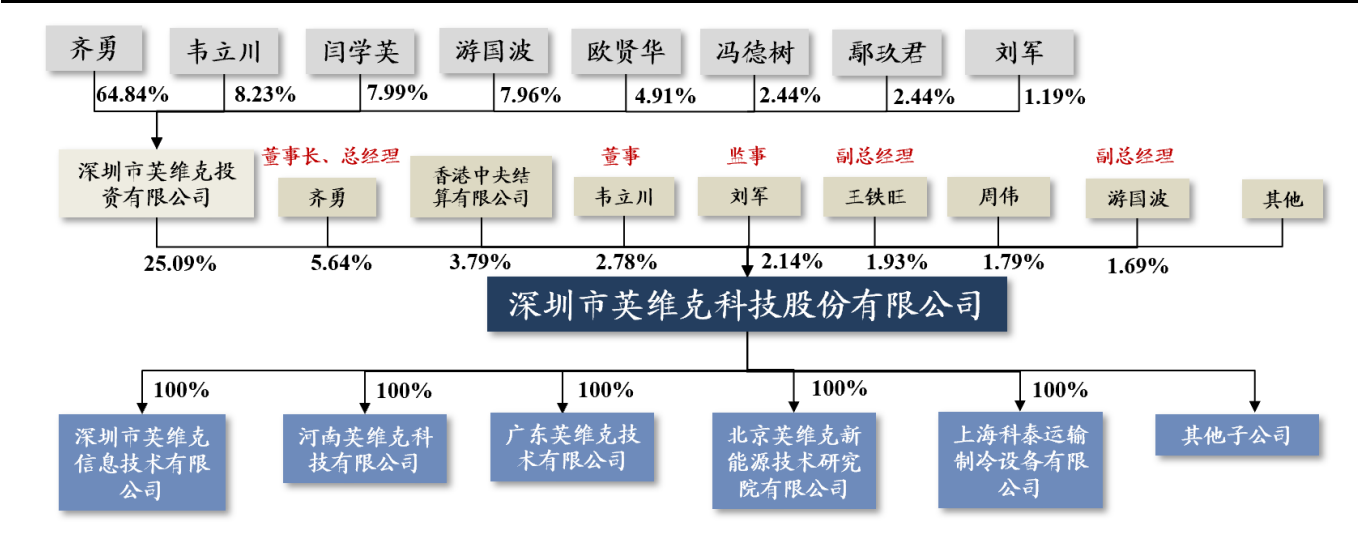 齐勇
韦立川
闫学英
游国波
欧贤华
冯德树
鄢玖君
刘军
64.84%
8.23%
7.99%
7.96%
4.91%
2.44%
2.44%
1.19%
深圳市英维克投
资有限公司
董事长、总经理
齐勇
香港中央结
算有限公司
董事
韦立川
监事
刘军
副总经理
王铁旺
周伟
副总经理
游国波
其他
25.09%
5.64%
3.79%
2.78%
2.14%
1.93%
1.79%
1.69%
深圳市英维克科技股份有限公司
100%
100%
100%
100%
100%
深圳市英维克
信息技术有限
公司
河南英维克科
技有限公司
广东英维克技
术有限公司
北京英维克新
能源技术研究
院有限公司
上海科泰运输
制冷设备有限
公司
其他子公司